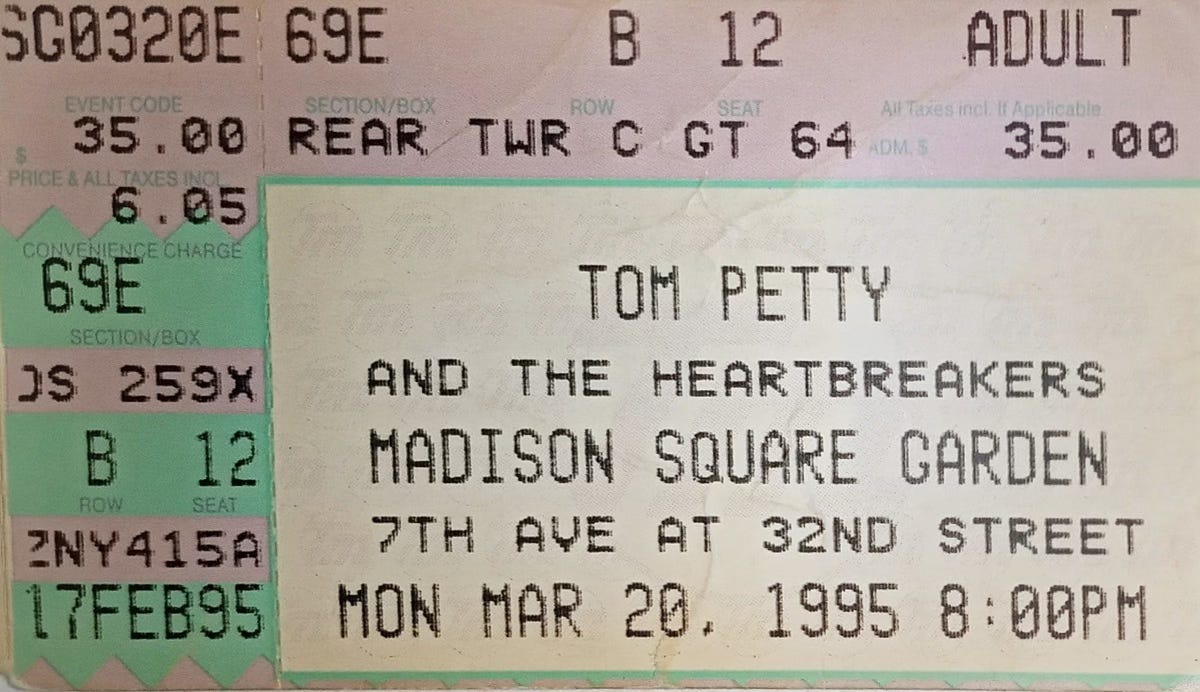 SG0320E 69E B 12 ADULT
EVENT CODE SECTION/BOX ROW SEAT All Taxes incl. If Applicable
$ 35.00 REAR TWR C GT 64 ADM. $ 35.00
PRICE & ALL TAXES INCL.
6.05
CONVENIENCE CHARGE
69E
SECTION/BOX
259X
B 12
ROW SEAT
ZNY415A
17FEB95
TOM PETTY
AND THE HEARTBREAKERS
MADISON SQUARE GARDEN
7TH AVE AT 32ND STREET
MON MAR 20, 1995 8:00PM